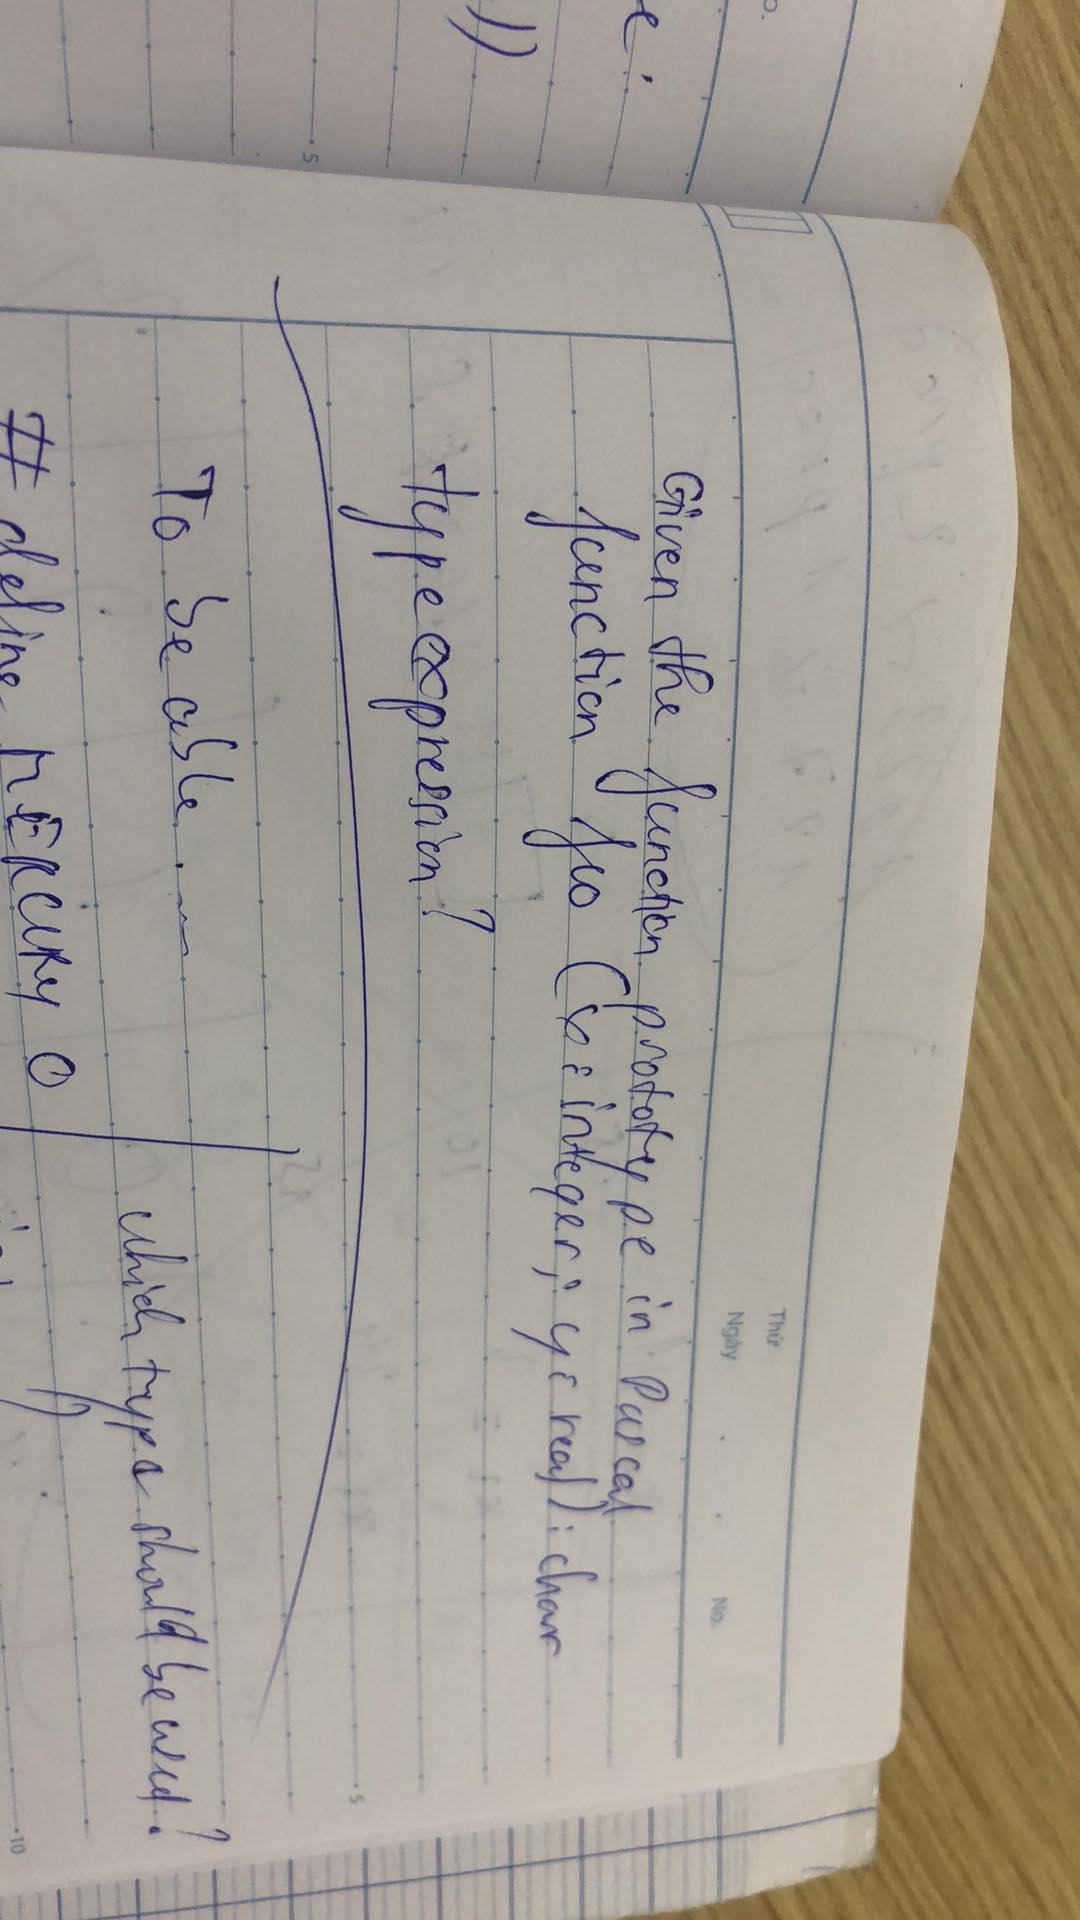 Thứ
Ngày . . No.
Given the function prototype in Pascal
function foo (x: integer; y: real): char
type expression?
5
5
To be able ....
which type should be used?
# define MERCURY 0
10
e:
))